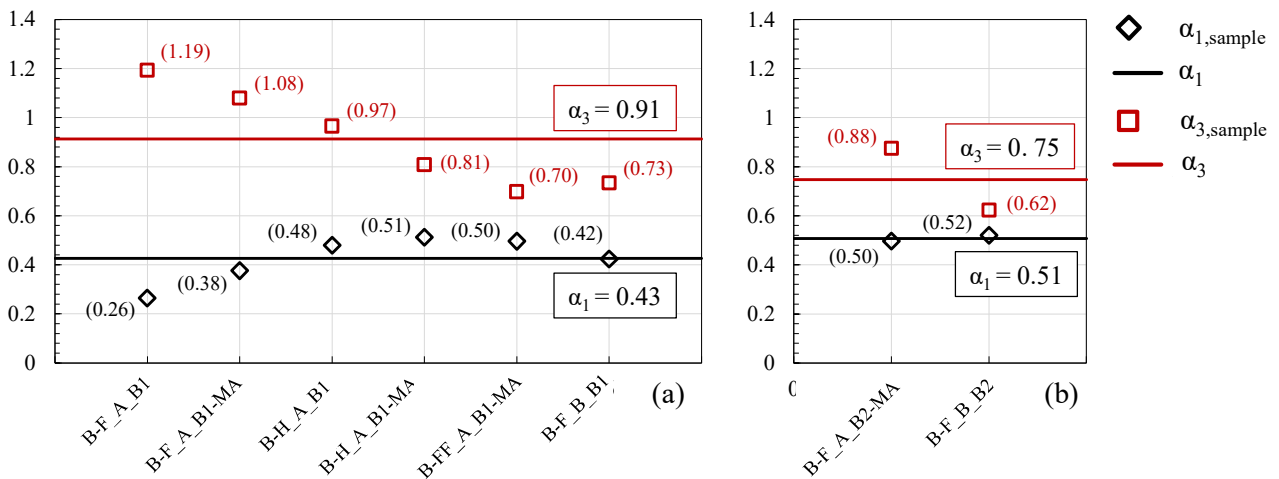 1.4
1.2
1
0.8
0.6
0.4
0.2
0
(1.19)
(1.08)
(0.97)
(0.81)
(0.70)
(0.73)
(0.26)
(0.38)
(0.48)
(0.51)
(0.50)
(0.42)
α3 = 0.91
α1 = 0.43
B-F_A_B1
B-F_A_B1-MA
B-H_A_B1
B-H_A_B1-MA
B-FF_A_B1-MA
B-F_B_B1
(a)
1.4
1.2
1
0.8
0.6
0.4
0.2
0
(0.88)
(0.62)
(0.50)
(0.52)
α3 = 0. 75
α1 = 0.51
0
B-F_A_B2-MA
B-F_B_B2
(b)
α1,sample
α1
α3,sample
α3